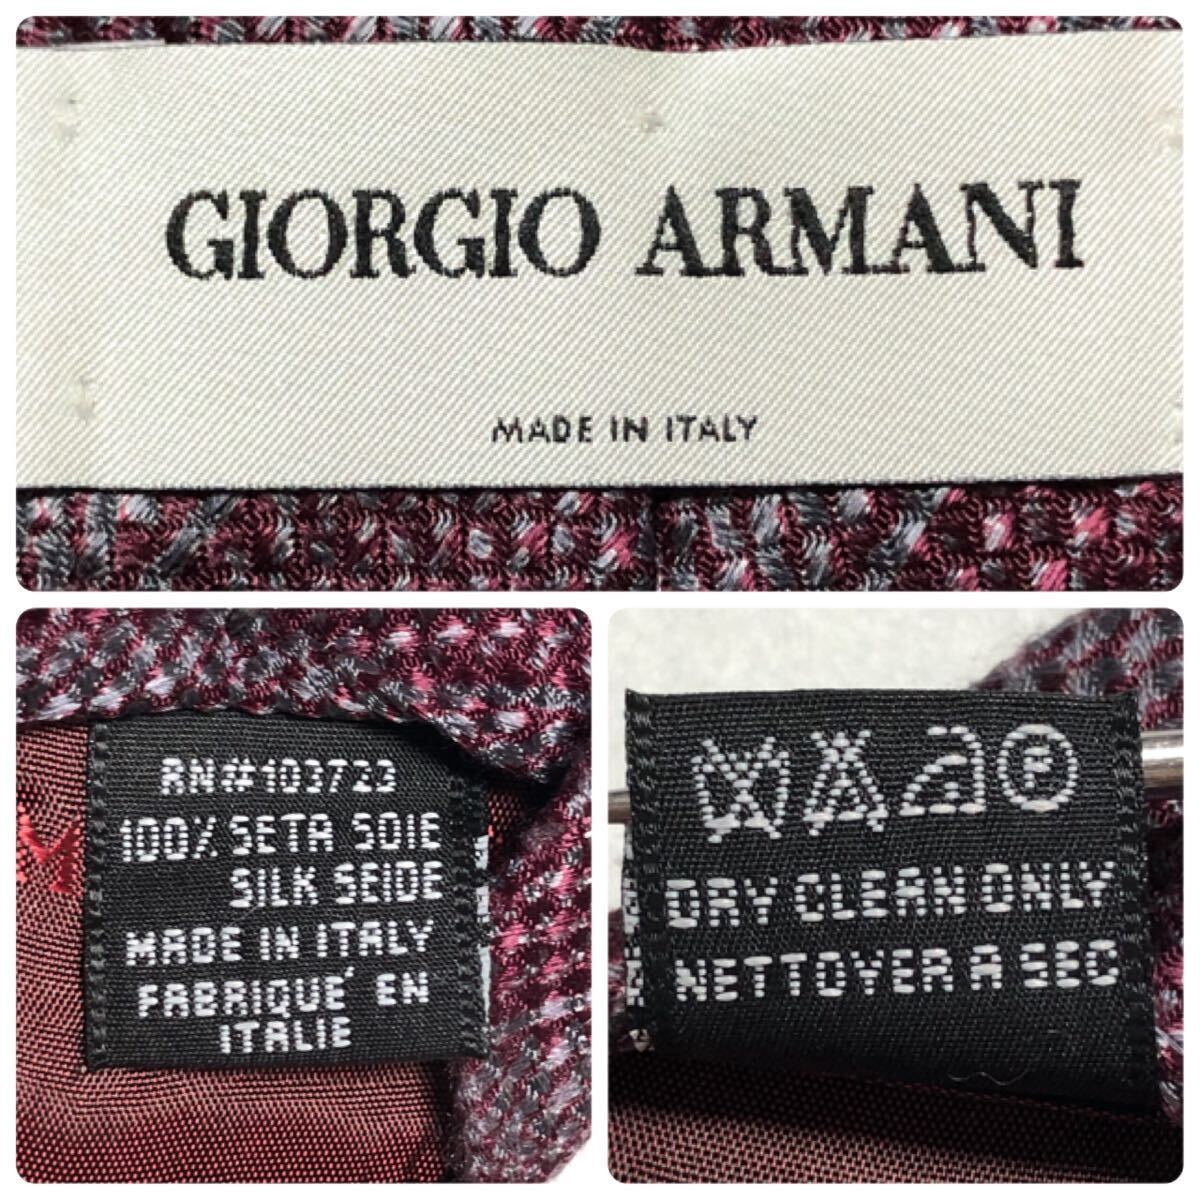 GIORGIO ARMANI
MADE IN ITALY
RN#103723
100% SETA SOIE
SILK SEIDE
MADE IN ITALY
FABRIQUÉ EN
ITALIE
DRY CLEAN ONLY
NETTOYER A SEC